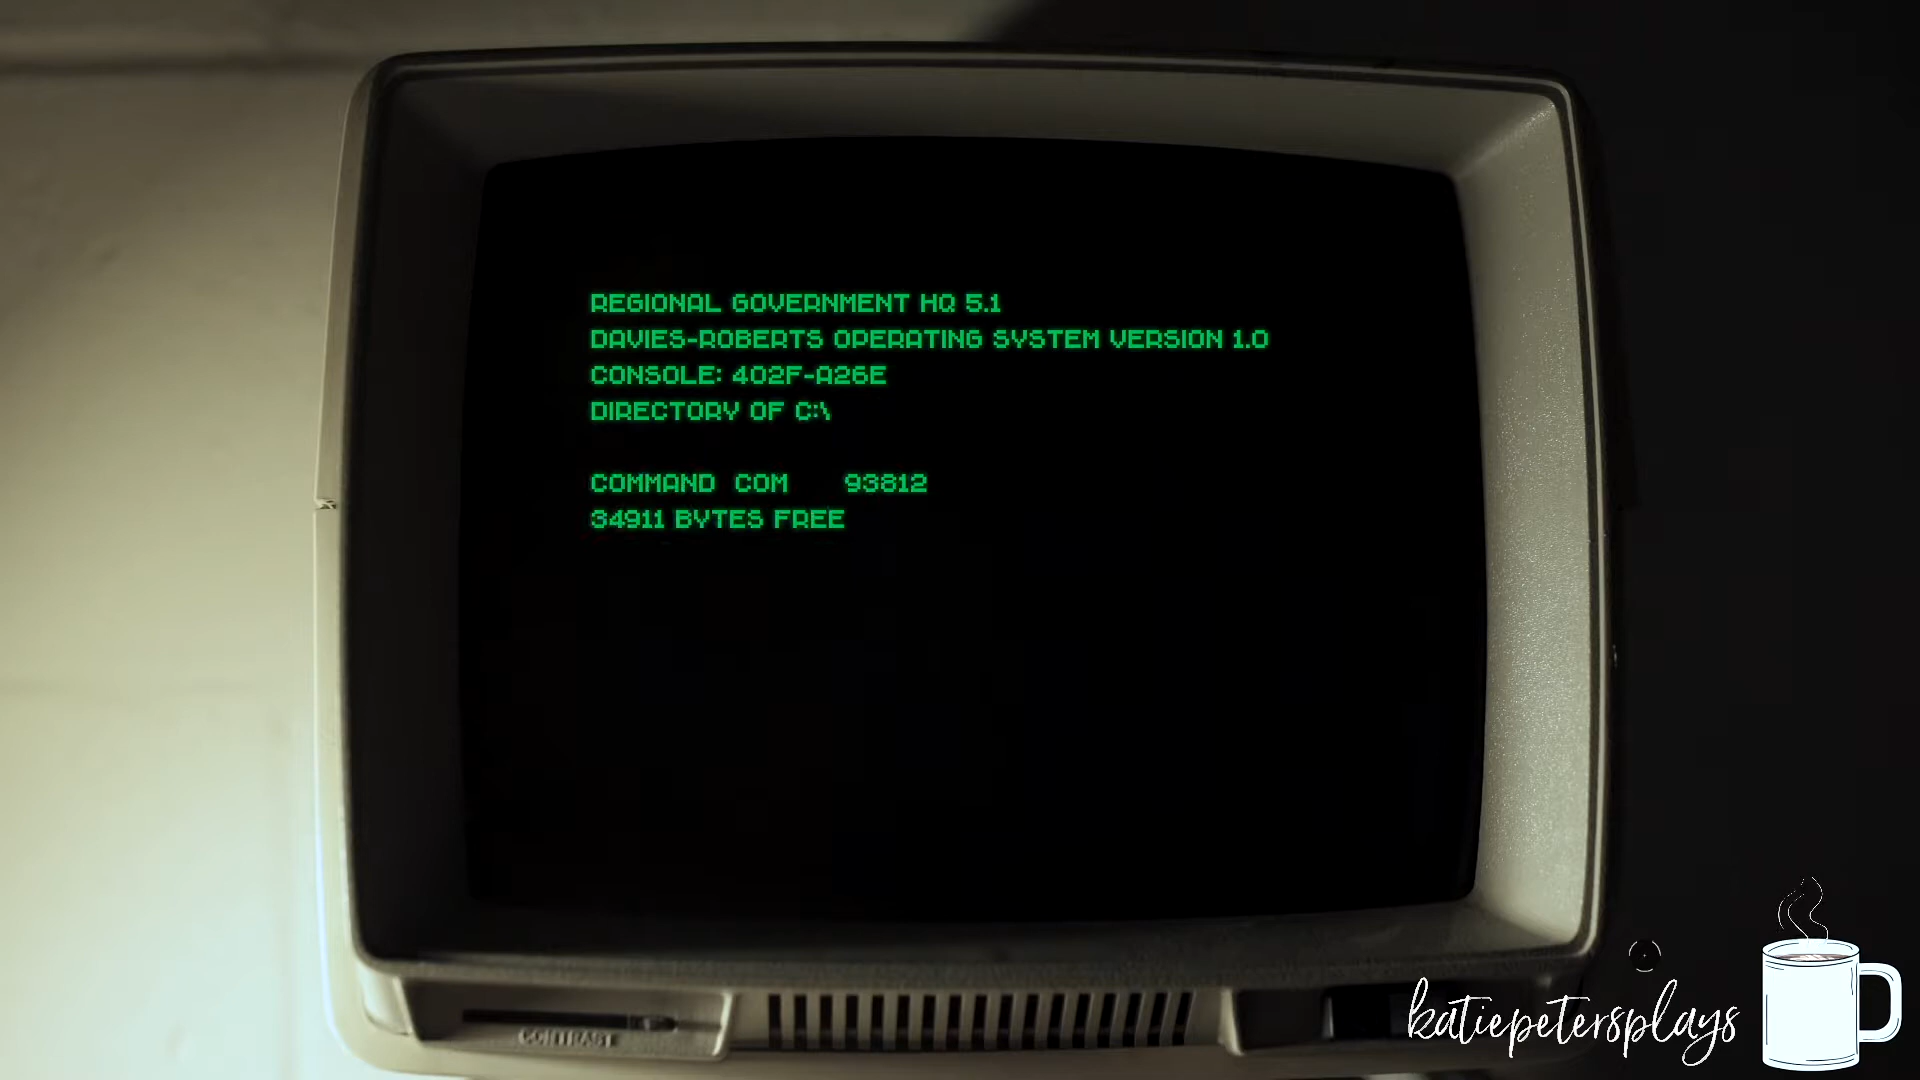 REGIONAL GOVERNMENT HQ 5.1
DAVIES-ROBERTS OPERATING SYSTEM VERSION 1.0
CONSOLE: 402F-A26E
DIRECTORY OF C:\
COMMAND COM 93812
34911 BYTES FREE
CONTRAST
katiepetersplays